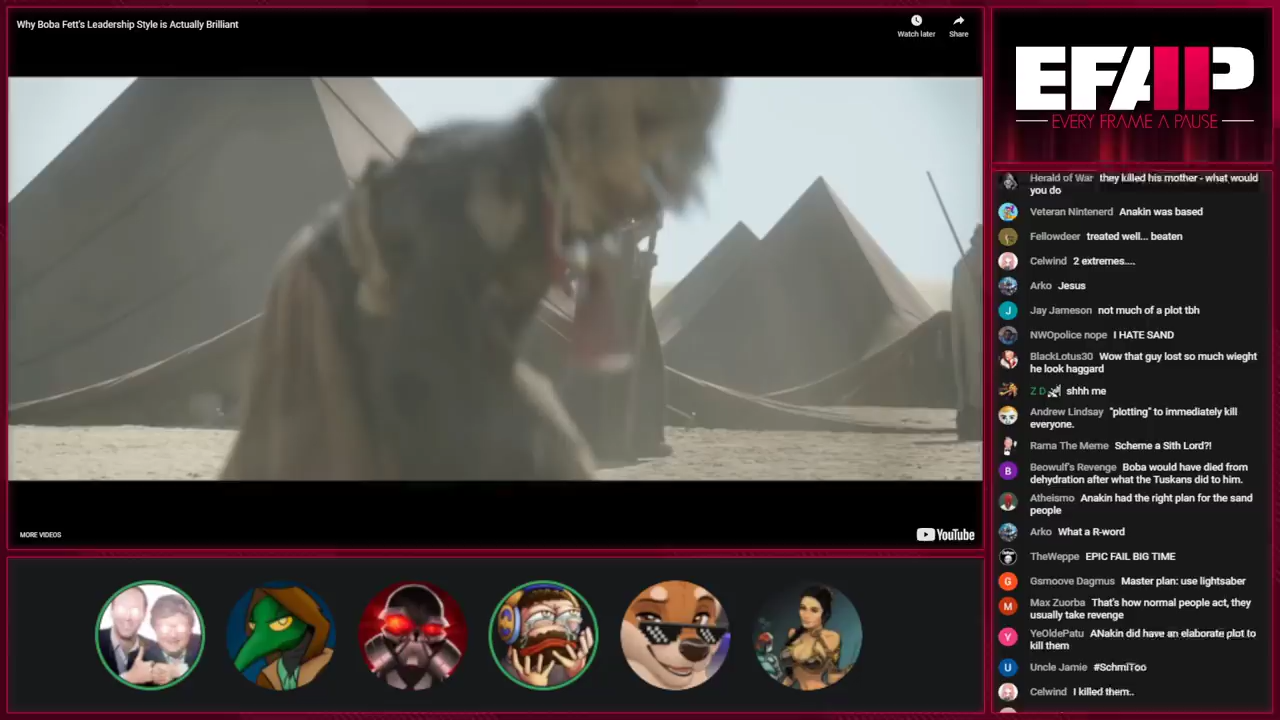 Why Boba Fett's Leadership Style is Actually Brilliant
Watch later
Share
MORE VIDEOS
YouTube
EFAP
EVERY FRAME A PAUSE
Herald of War they killed his mother - what would
you do
Veteran Nintenerd Anakin was based
Fellowdeer treated well... beaten
Celwind 2 extremes....
Arko Jesus
J
Jay Jameson not much of a plot tbh
NWOpolice nope I HATE SAND
BlackLotus30 Wow that guy lost so much wieght
he look haggard
Z D shhh me
Andrew Lindsay "plotting" to immediately kill
everyone.
Rama The Meme Scheme a Sith Lord?!
B
Beowulf's Revenge Boba would have died from
dehydration after what the Tuskans did to him.
Atheismo Anakin had the right plan for the sand
people
Arko What a R-word
TheWeppe EPIC FAIL BIG TIME
G
Gsmoove Dagmus Master plan: use lightsaber
M
Max Zuorba That's how normal people act, they
usually take revenge
Y
YeOldePatu ANakin did have an elaborate plot to
kill them
U
Uncle Jamie #SchmiToo
Celwind I killed them..